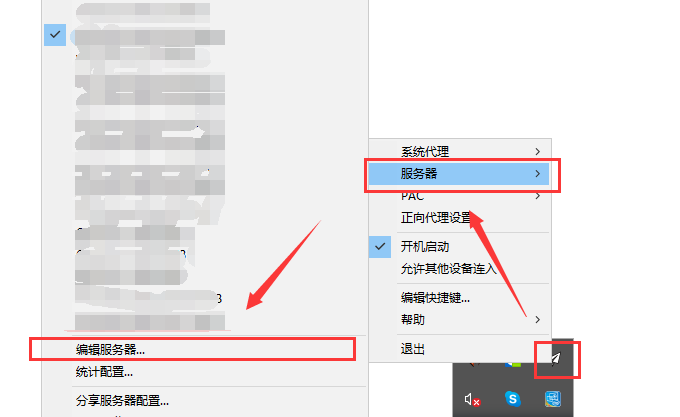 系统代理
服务器
PAC
正向代理设置
开机启动
允许其他设备连入
编辑快捷键...
帮助
退出
编辑服务器...
统计配置...
分享服务器配置...